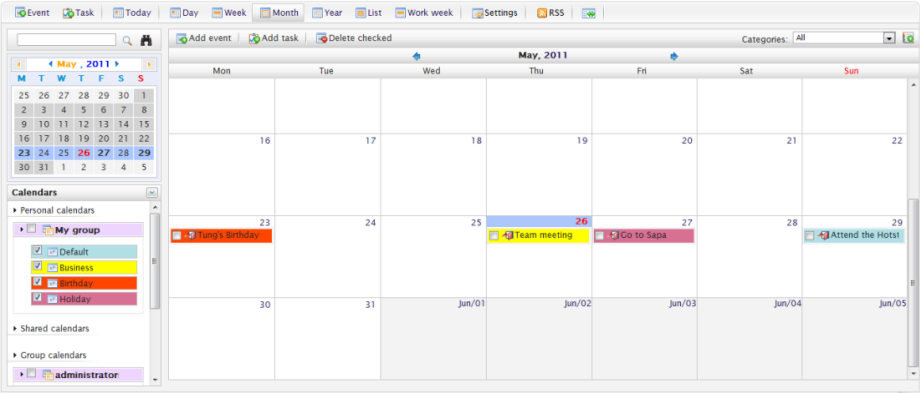 Event Task Today Day Week Month Year List Work week Settings RSS
Add event Add task Delete checked Categories: All
May, 2011
Mon Tue Wed Thu Fri Sat Sun
May , 2011
M T W T F S S
25 26 27 28 29 30 1
2 3 4 5 6 7 8
9 10 11 12 13 14 15
16 17 18 19 20 21 22
23 24 25 26 27 28 29
30 31 1 2 3 4 5
Calendars
Personal calendars
My group
Default
Business
Birthday
Holiday
Shared calendars
Group calendars
administrator
16 17 18 19 20 21 22
23 24 25 26 27 28 29
Tung's Birthday Team meeting Go to Sapa Attend the Hotst
30 31 Jun/01 Jun/02 Jun/03 Jun/04 Jun/05